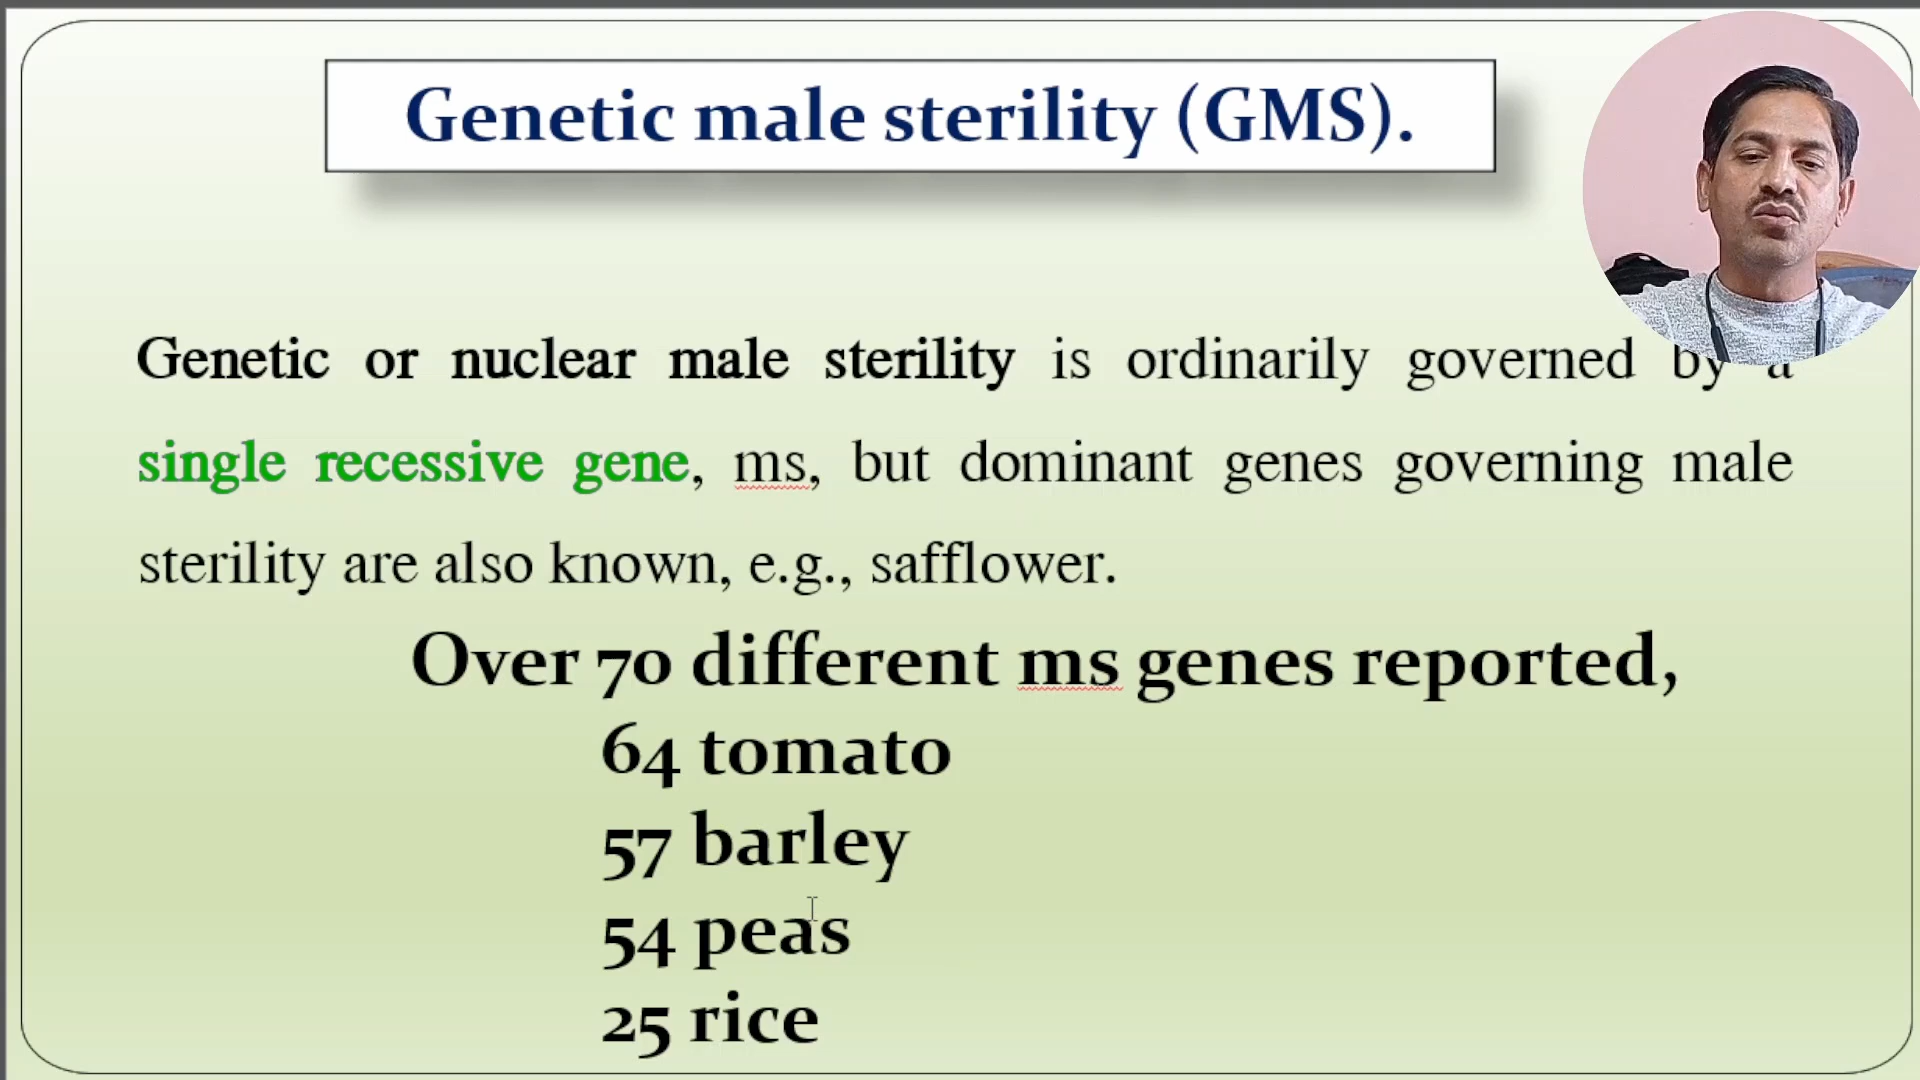 Genetic male sterility (GMS).
Genetic or nuclear male sterility is ordinarily governed by a
single recessive gene, ms, but dominant genes governing male
sterility are also known, e.g., safflower.
Over 70 different ms genes reported,
64 tomato
57 barley
54 peas
25 rice